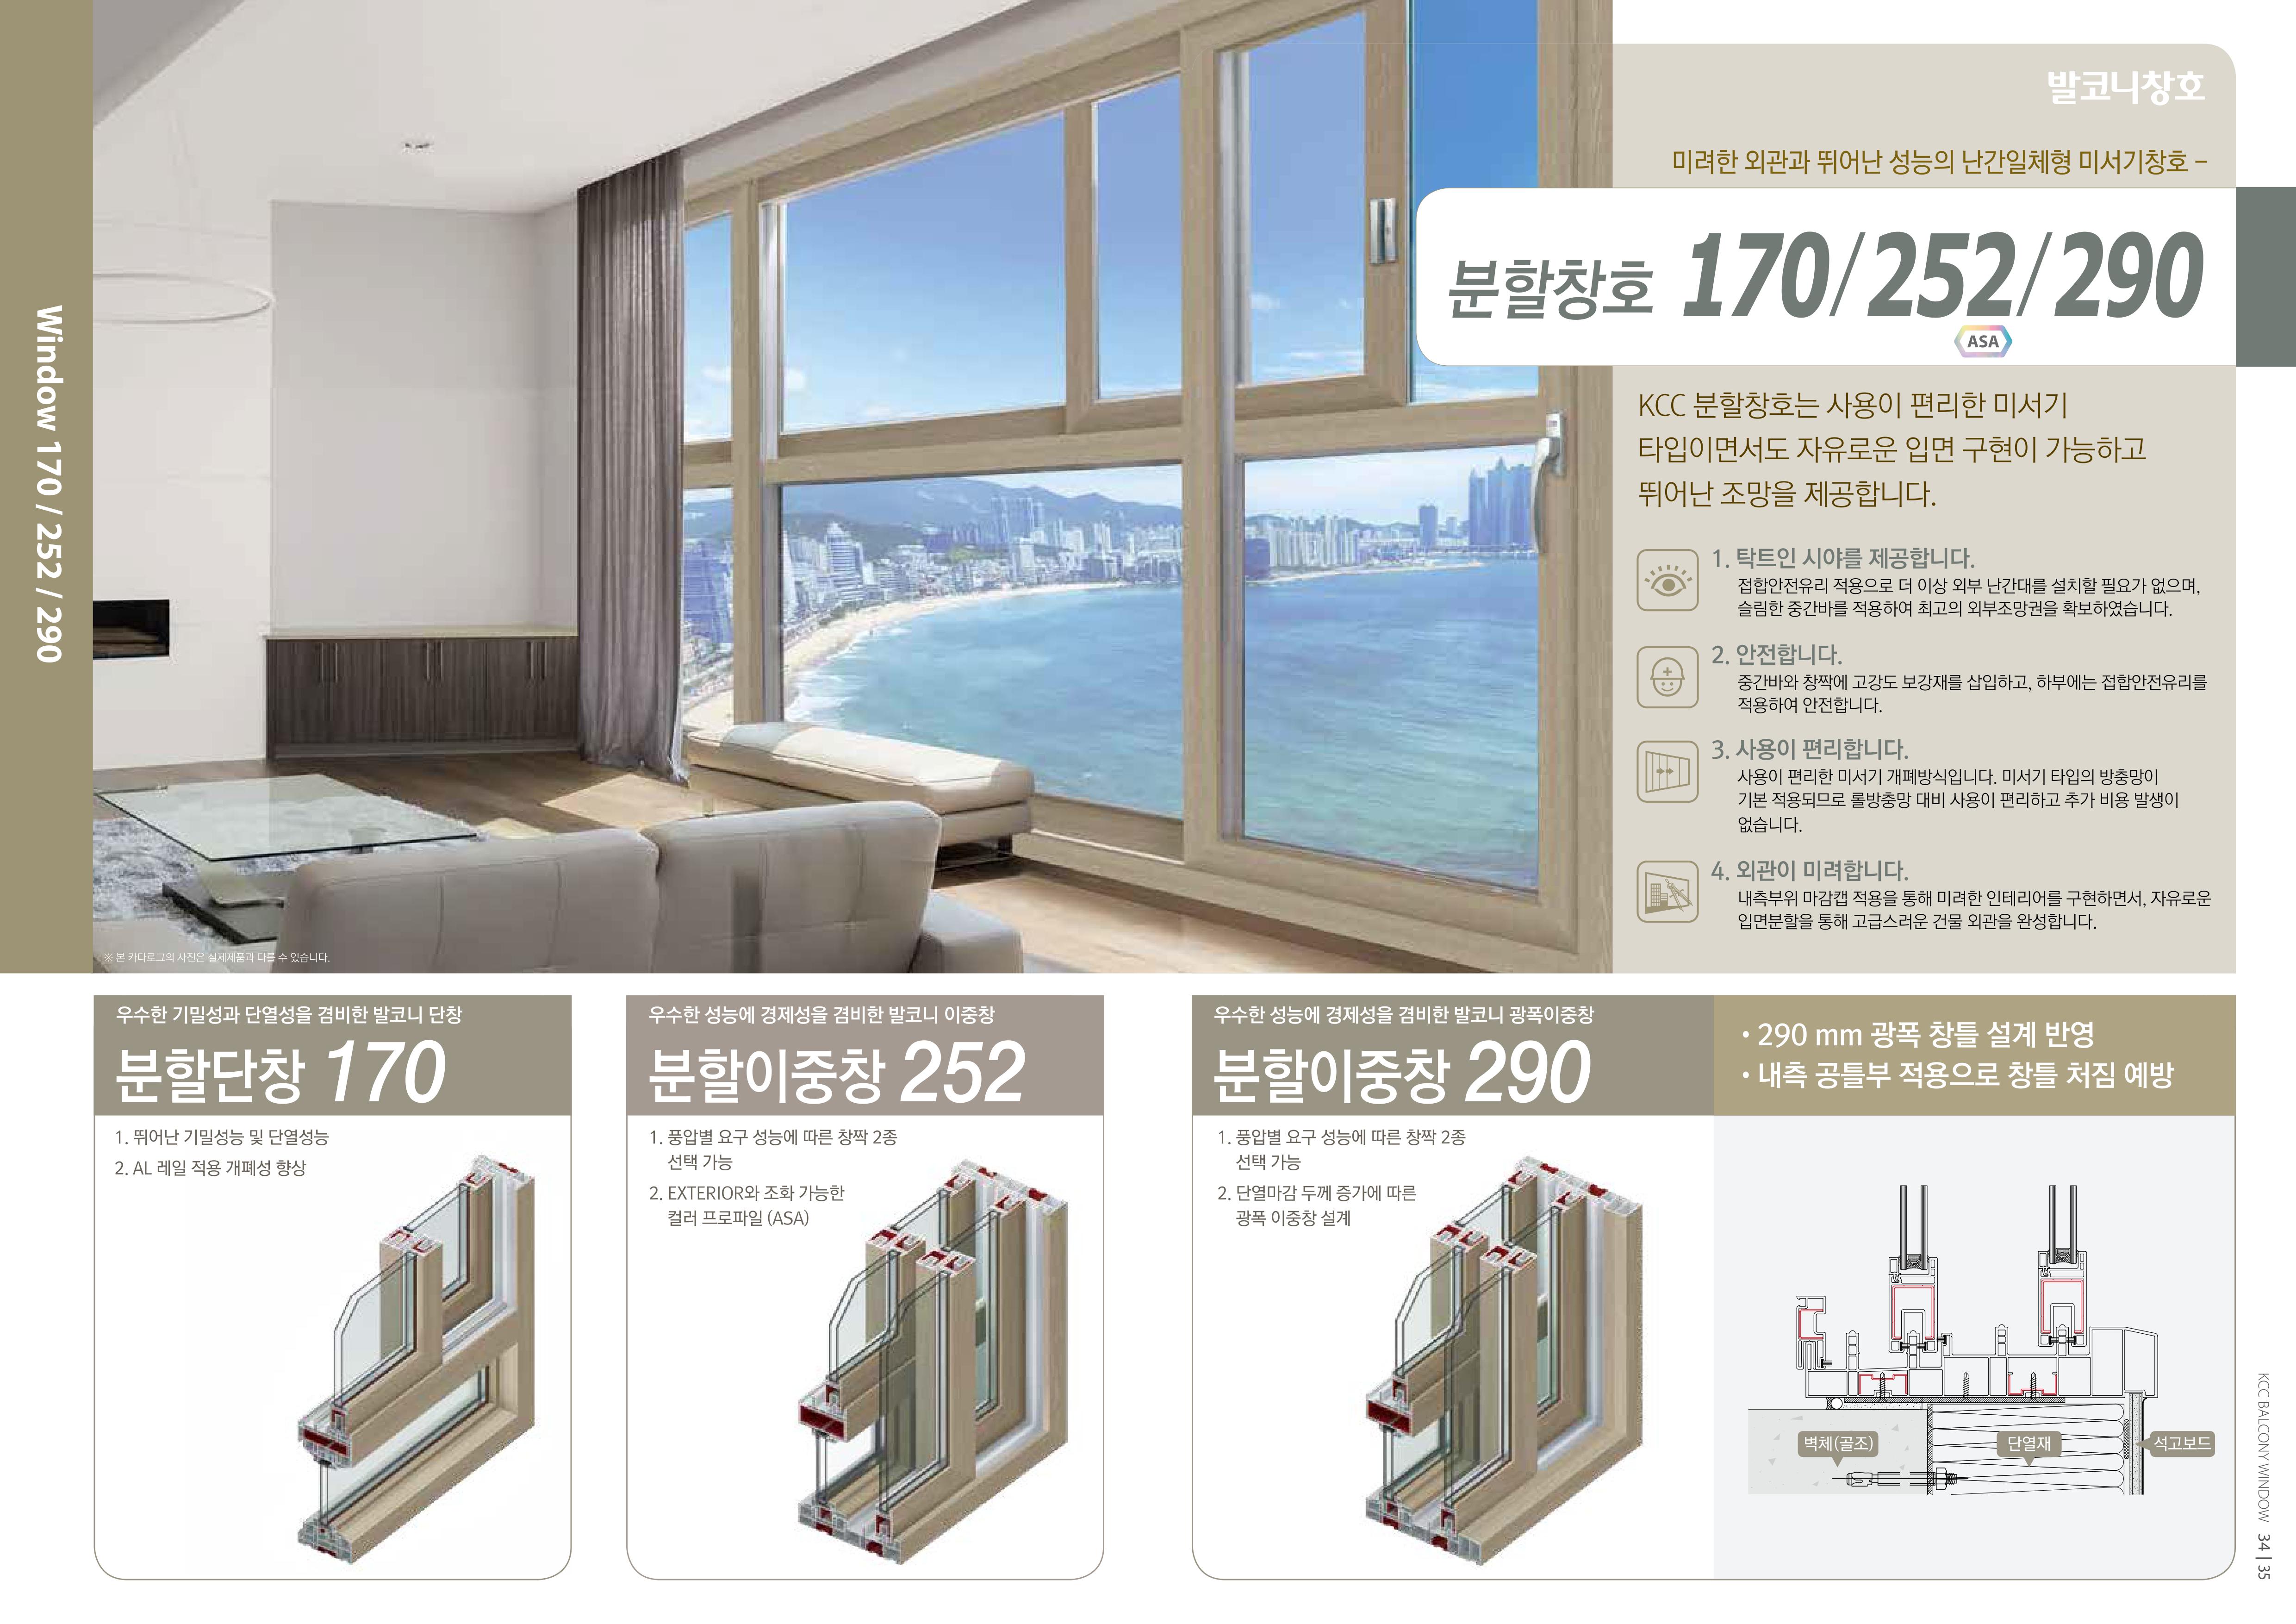 Window 170 / 252 / 290
발코니창호
미려한 외관과 뛰어난 성능의 난간일체형 미서기창호 –
분할창호 170/252/290
ASA
KCC 분할창호는 사용이 편리한 미서기
타입이면서도 자유로운 입면 구현이 가능하고
뛰어난 조망을 제공합니다.
1. 탁트인 시야를 제공합니다.
접합안전유리 적용으로 더 이상 외부 난간대를 설치할 필요가 없으며,
슬림한 중간바를 적용하여 최고의 외부조망권을 확보하였습니다.
2. 안전합니다.
중간바와 창짝에 고강도 보강재를 삽입하고, 하부에는 접합안전유리를
적용하여 안전합니다.
3. 사용이 편리합니다.
사용이 편리한 미서기 개폐방식입니다. 미서기 타입의 방충망이
기본 적용되므로 롤방충망 대비 사용이 편리하고 추가 비용 발생이
없습니다.
4. 외관이 미려합니다.
내측부위 마감캡 적용을 통해 미려한 인테리어를 구현하면서, 자유로운
입면분할을 통해 고급스러운 건물 외관을 완성합니다.
※ 본 카다로그의 사진은 실제제품과 다를 수 있습니다.
우수한 기밀성과 단열성을 겸비한 발코니 단창
분할단창 170
1. 뛰어난 기밀성능 및 단열성능
2. AL 레일 적용 개폐성 향상
우수한 성능에 경제성을 겸비한 발코니 이중창
분할이중창 252
1. 풍압별 요구 성능에 따른 창짝 2종
선택 가능
2. EXTERIOR와 조화 가능한
컬러 프로파일 (ASA)
우수한 성능에 경제성을 겸비한 발코니 광폭이중창
분할이중창 290
1. 풍압별 요구 성능에 따른 창짝 2종
선택 가능
2. 단열마감 두께 증가에 따른
광폭 이중창 설계
• 290 mm 광폭 창틀 설계 반영
• 내측 공틀부 적용으로 창틀 처짐 예방
벽체(골조)
단열재
석고보드
KCC BALCONY WINDOW 34 | 35